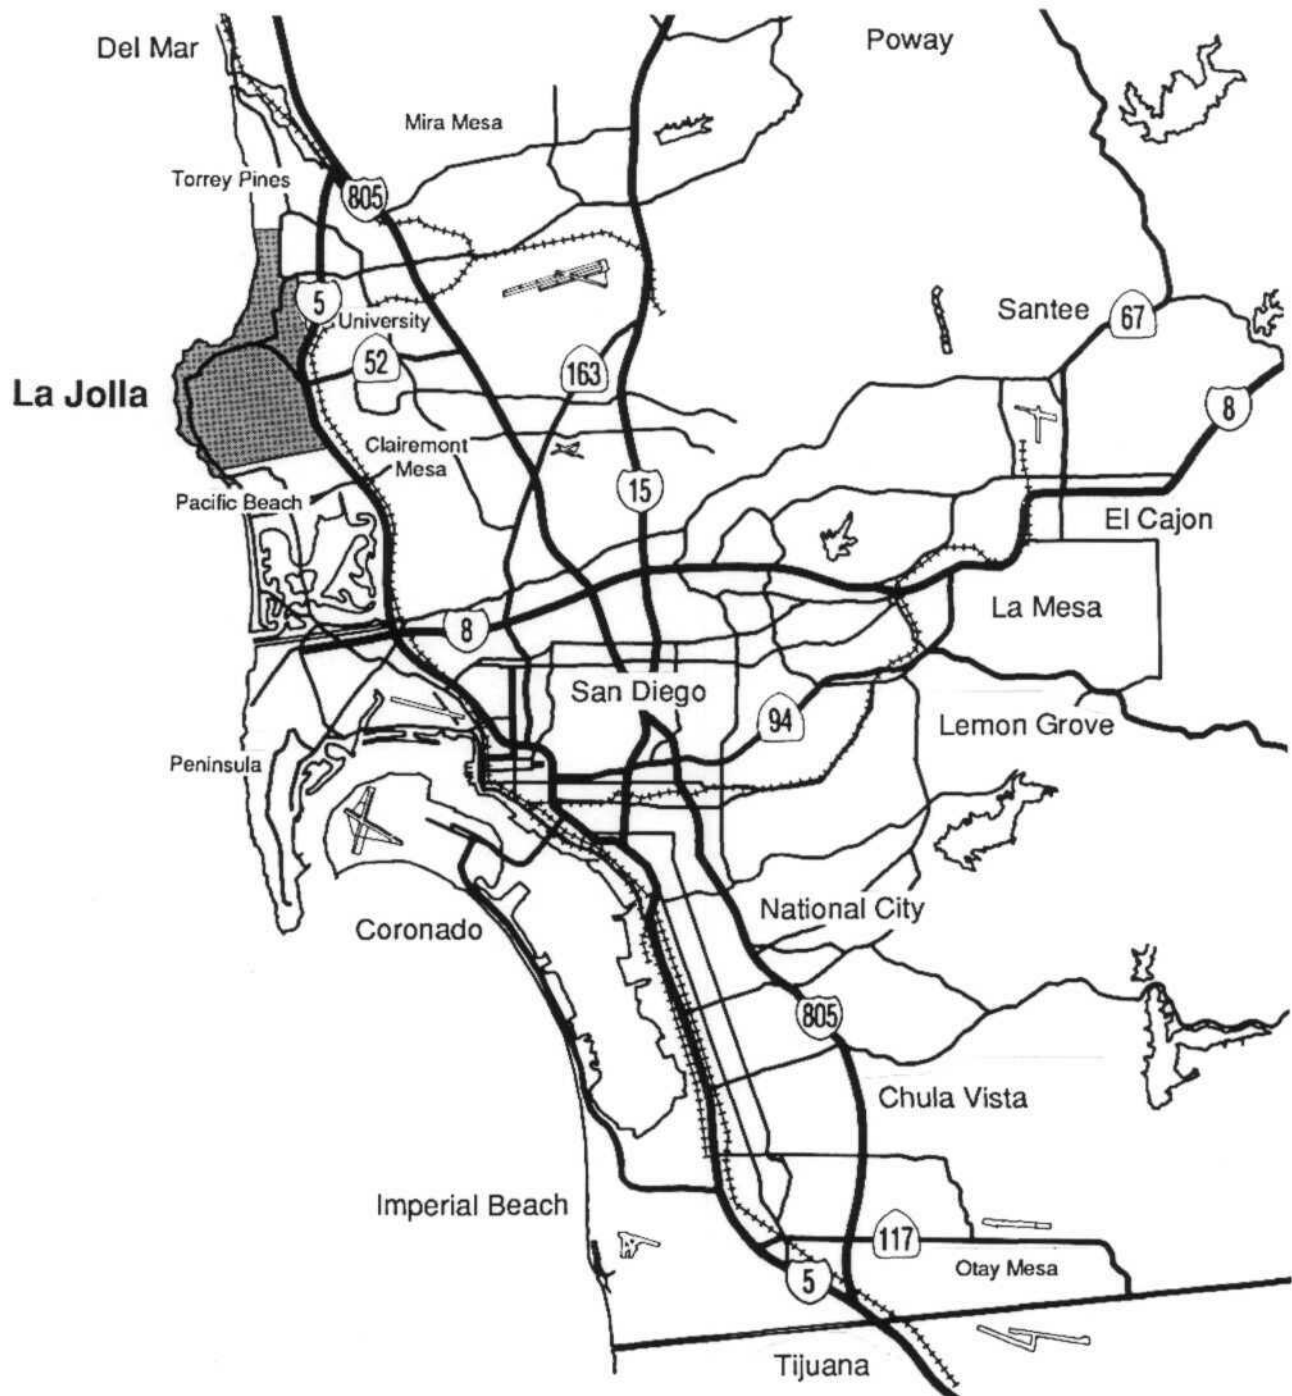 Del Mar
Poway
Mira Mesa
Torrey Pines
805
5
University
Santee
67
52
163
La Jolla
8
Clairemont
Mesa
15
Pacific Beach
El Cajon
La Mesa
8
San Diego
94
Lemon Grove
Peninsula
National City
Coronado
805
Chula Vista
Imperial Beach
117
Otay Mesa
5
Tijuana